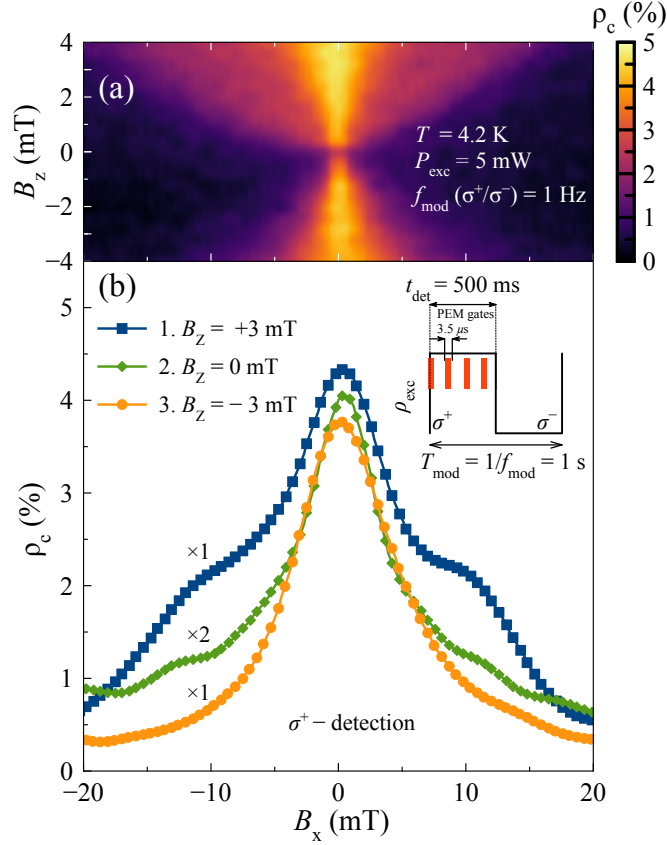 ρc (%)
4
2
0
−2
−4
Bz (mT)
(a)
T = 4.2 K
Pexc = 5 mW
fmod (σ+/σ−) = 1 Hz
5
4
3
2
1
0
(b)
1. BZ = +3 mT
2. BZ = 0 mT
3. BZ = − 3 mT
tdet = 500 ms
PEM gates
3.5 μs
ρexc
σ+
σ−
Tmod = 1/fmod = 1 s
×1
×2
×1
σ+ − detection
5
4
3
2
1
0
ρc (%)
−20
−10
0
10
20
Bx (mT)